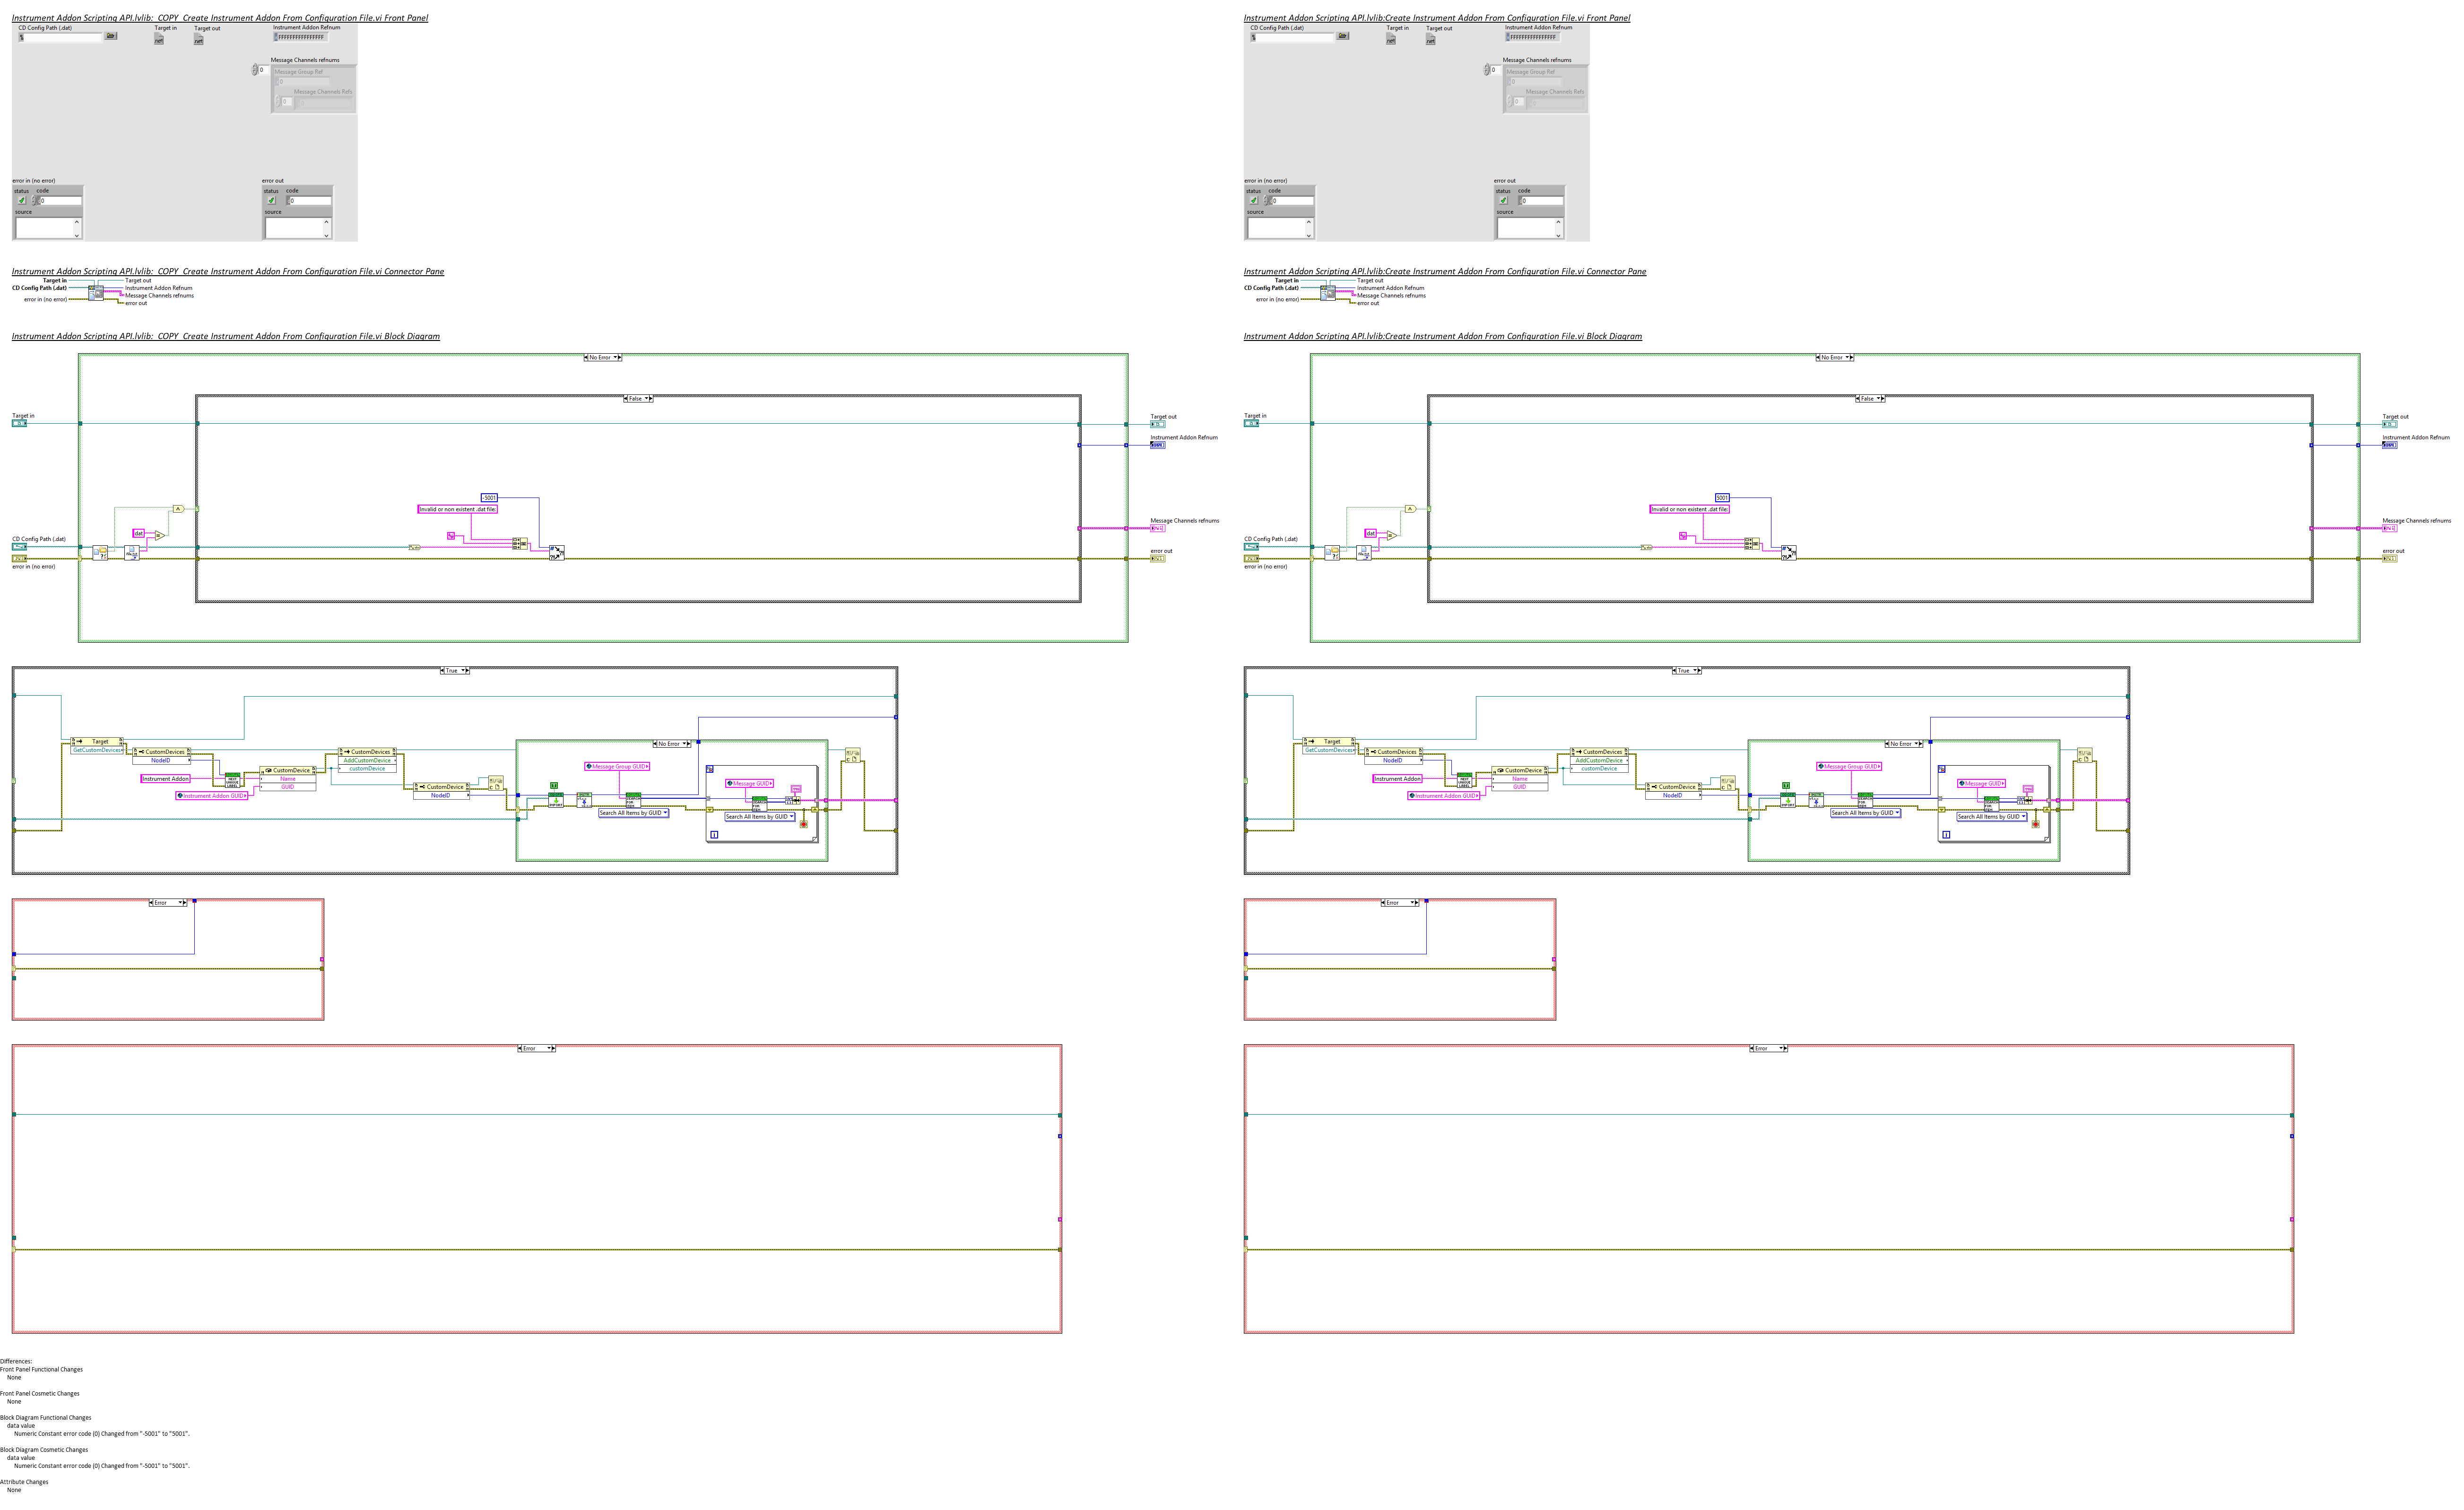 Instrument Addon Scripting API.lvlib:_COPY_Create Instrument Addon From Configuration File.vi Front Panel
CD Config Path (.dat)
Target in
Target out
Instrument Addon Refnum
FFFFFFFFFFFFFFF
Message Channels refnums
0
Message Group Ref
0
Message Channels Refs
0
error in (no error)
status code
0
source
error out
status code
0
source
Instrument Addon Scripting API.lvlib:_COPY_Create Instrument Addon From Configuration File.vi Connector Pane
Target in
CD Config Path (.dat)
error in (no error)
Target out
Instrument Addon Refnum
Message Channels refnums
error out
Instrument Addon Scripting API.lvlib:_COPY_Create Instrument Addon From Configuration File.vi Block Diagram
No Error
False
Target in
Target out
Instrument Addon Refnum
-5001
Invalid or non existent .dat file:
dat
Message Channels refnums
CD Config Path (.dat)
error in (no error)
error out
True
Target
GetCustomDevices
CustomDevices
NodeID
Instrument Addon
Instrument Addon GUID
CustomDevice
Name
GUID
CustomDevices
AddCustomDevice
customDevice
CustomDevice
NodeID
No Error
Message Group GUID
Search All Items by GUID
Message GUID
Search All Items by GUID
Error
Error
Instrument Addon Scripting API.lvlib:Create Instrument Addon From Configuration File.vi Front Panel
CD Config Path (.dat)
Target in
Target out
Instrument Addon Refnum
FFFFFFFFFFFFFFF
Message Channels refnums
0
Message Group Ref
0
Message Channels Refs
0
error in (no error)
status code
0
source
error out
status code
0
source
Instrument Addon Scripting API.lvlib:Create Instrument Addon From Configuration File.vi Connector Pane
Target in
CD Config Path (.dat)
error in (no error)
Target out
Instrument Addon Refnum
Message Channels refnums
error out
Instrument Addon Scripting API.lvlib:Create Instrument Addon From Configuration File.vi Block Diagram
No Error
False
Target in
Target out
Instrument Addon Refnum
5001
Invalid or non existent .dat file:
dat
Message Channels refnums
CD Config Path (.dat)
error in (no error)
error out
True
Target
GetCustomDevices
CustomDevices
NodeID
Instrument Addon
Instrument Addon GUID
CustomDevice
Name
GUID
CustomDevices
AddCustomDevice
customDevice
CustomDevice
NodeID
No Error
Message Group GUID
Search All Items by GUID
Message GUID
Search All Items by GUID
Error
Error
Differences:
Front Panel Functional Changes
None
Front Panel Cosmetic Changes
None
Block Diagram Functional Changes
data value
Numeric Constant error code (0) Changed from "-5001" to "5001".
Block Diagram Cosmetic Changes
data value
Numeric Constant error code (0) Changed from "-5001" to "5001".
Attribute Changes
None